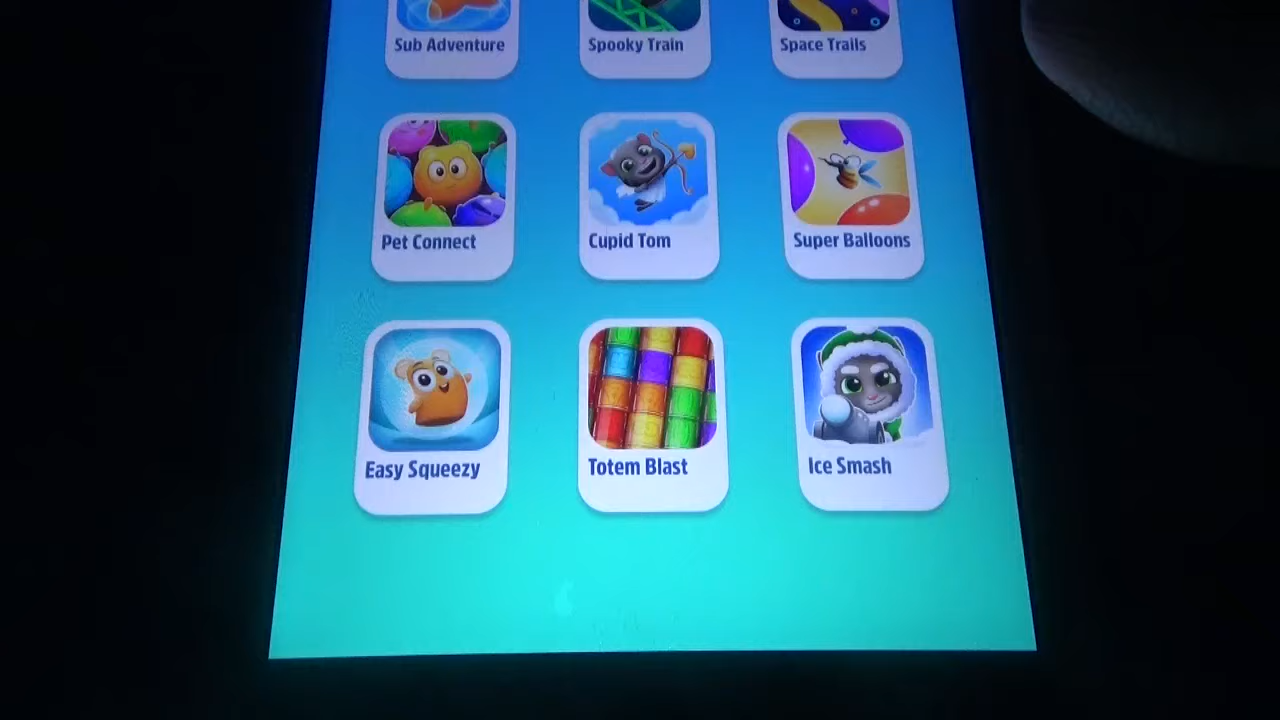 Sub Adventure
Spooky Train
Space Trails
Pet Connect
Cupid Tom
Super Balloons
Easy Squeezy
Totem Blast
Ice Smash